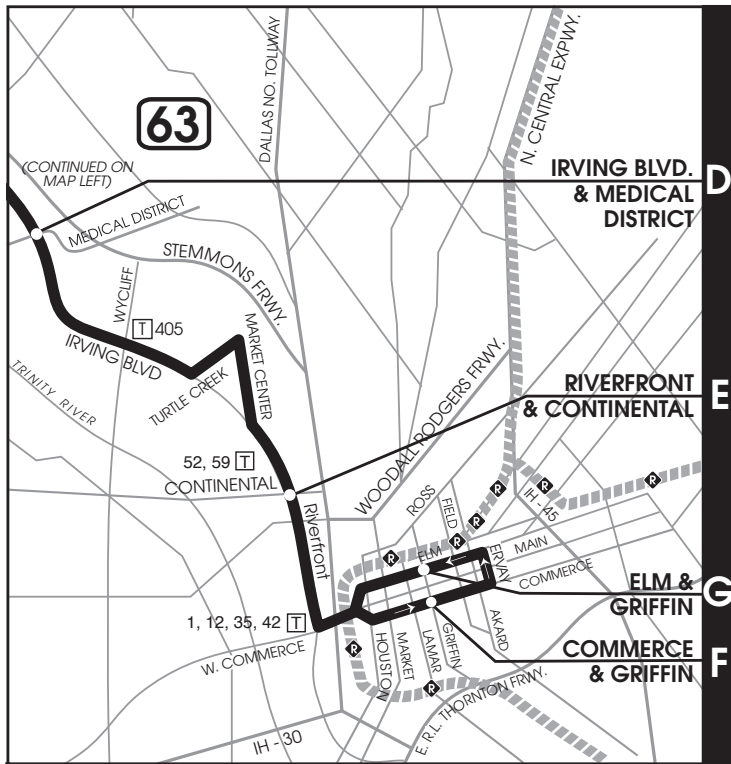 63
(CONTINUED ON
MAP LEFT)
DALLAS NO. TOLLWAY
N. CENTRAL EXPWY.
IRVING BLVD.
& MEDICAL
DISTRICT
D
MEDICAL DISTRICT
STEMMONS FRWY.
WYCLIFF
T 405
IRVING BLVD
MARKET CENTER
TURTLE CREEK
TRINITY RIVER
WOODALL RODGERS FRWY.
RIVERFRONT
& CONTINENTAL
E
52, 59 T
CONTINENTAL
Riverfront
ROSS
FIELD
R
R
R
R
R
R
IH - 45
ELM
ERVAY
MAIN
COMMERCE
ELM &
GRIFFIN
G
1, 12, 35, 42 T
W. COMMERCE
HOUSTON
MARKET
LAMAR
GRIFFIN
AKARD
COMMERCE
& GRIFFIN
F
R
R
E. R.L. THORNTON FRWY.
IH - 30